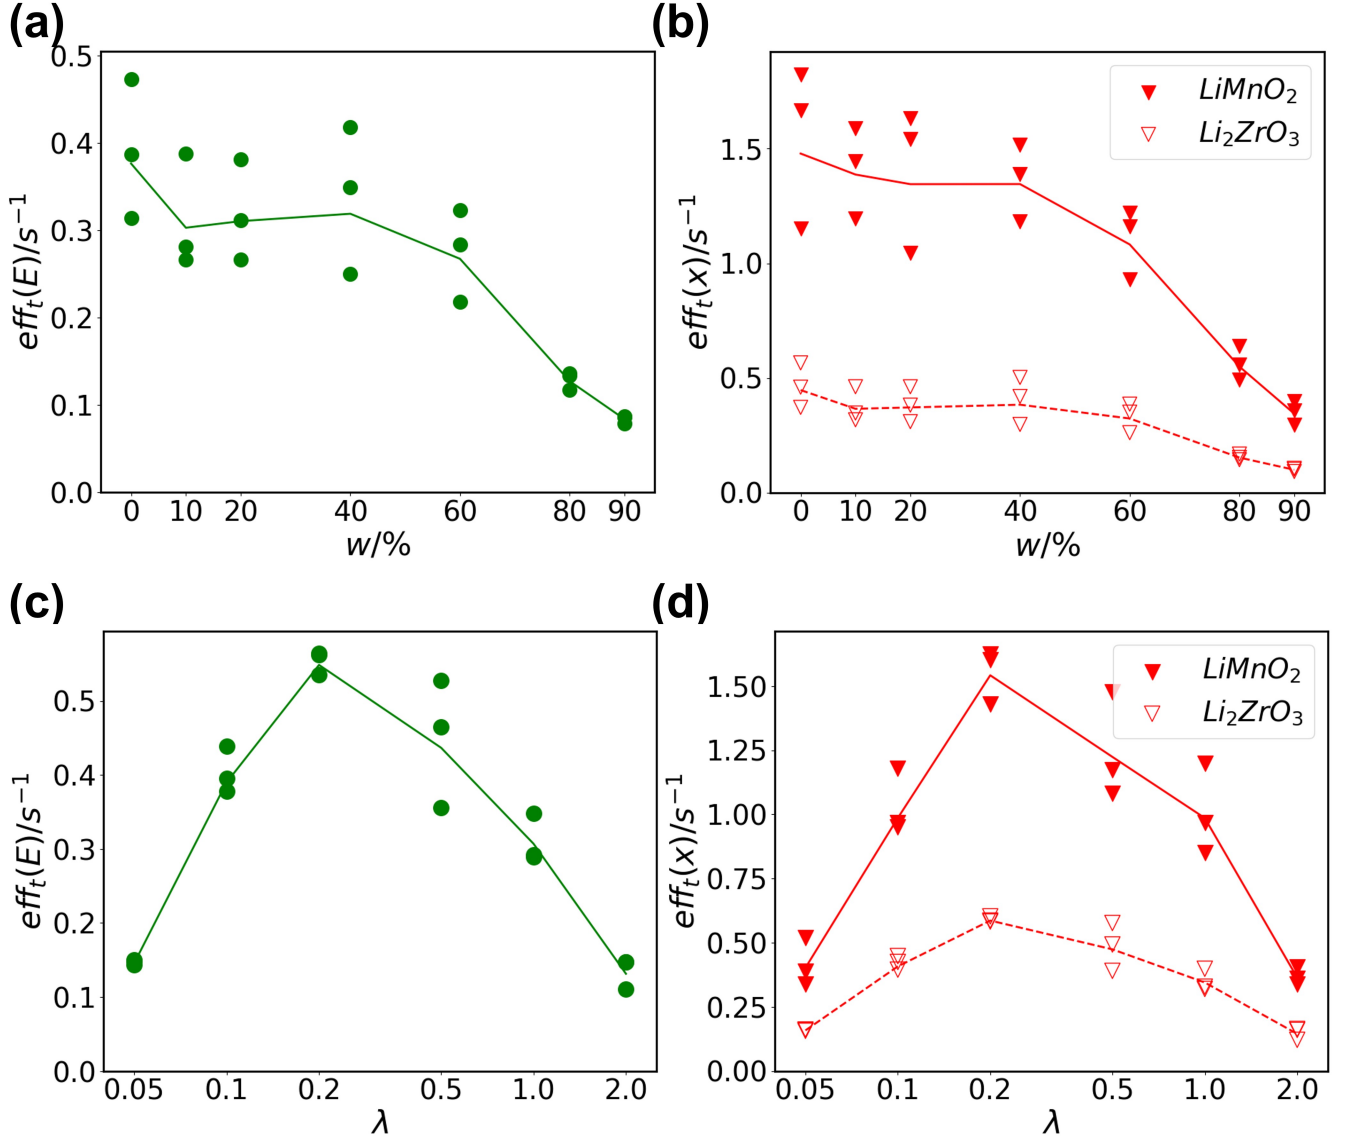 (a)
0.5
0.4
0.3
0.2
0.1
0.0
eff_t(E)/s⁻¹
0 10 20 40 60 80 90
w/%
(b)
1.5
1.0
0.5
0.0
eff_t(x)/s⁻¹
LiMnO₂
Li₂ZrO₃
0 10 20 40 60 80 90
w/%
(c)
0.5
0.4
0.3
0.2
0.1
0.0
eff_t(E)/s⁻¹
0.05 0.1 0.2 0.5 1.0 2.0
λ
(d)
1.50
1.25
1.00
0.75
0.50
0.25
0.00
eff_t(x)/s⁻¹
LiMnO₂
Li₂ZrO₃
0.05 0.1 0.2 0.5 1.0 2.0
λ